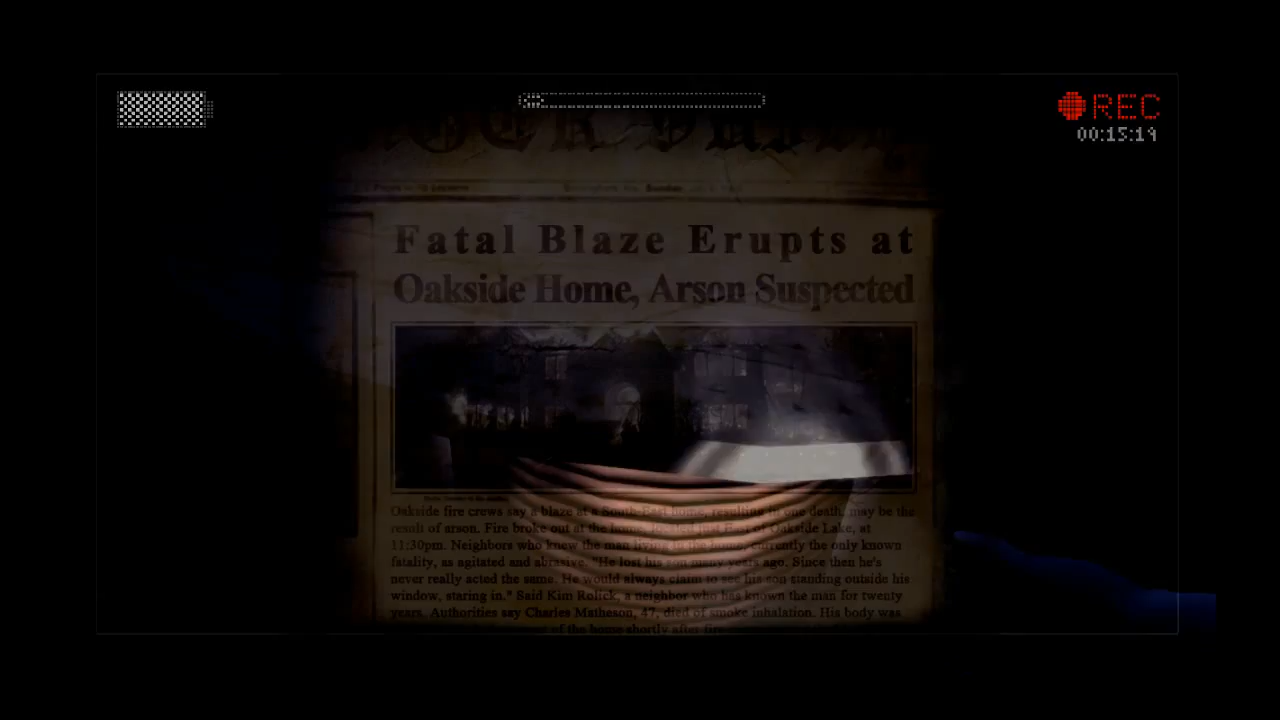 REC
00:15:19
Fatal Blaze Erupts at
Oakside Home, Arson Suspected
Oakside fire crews say a blaze at a South-East home, resulting in one death, may be the
result of arson. Fire broke out at the home, located just East of Oakside Lake, at
11:30pm. Neighbors who knew the man living in the home, currently the only known
fatality, as agitated and abrasive. "He lost his son many years ago. Since then he's
never really acted the same. He would always claim to see his son standing outside his
window, staring in." Said Kim Rolick, a neighbor who has known the man for twenty
years. Authorities say Charles Matheson, 47, died of smoke inhalation. His body was
of the home shortly after fire